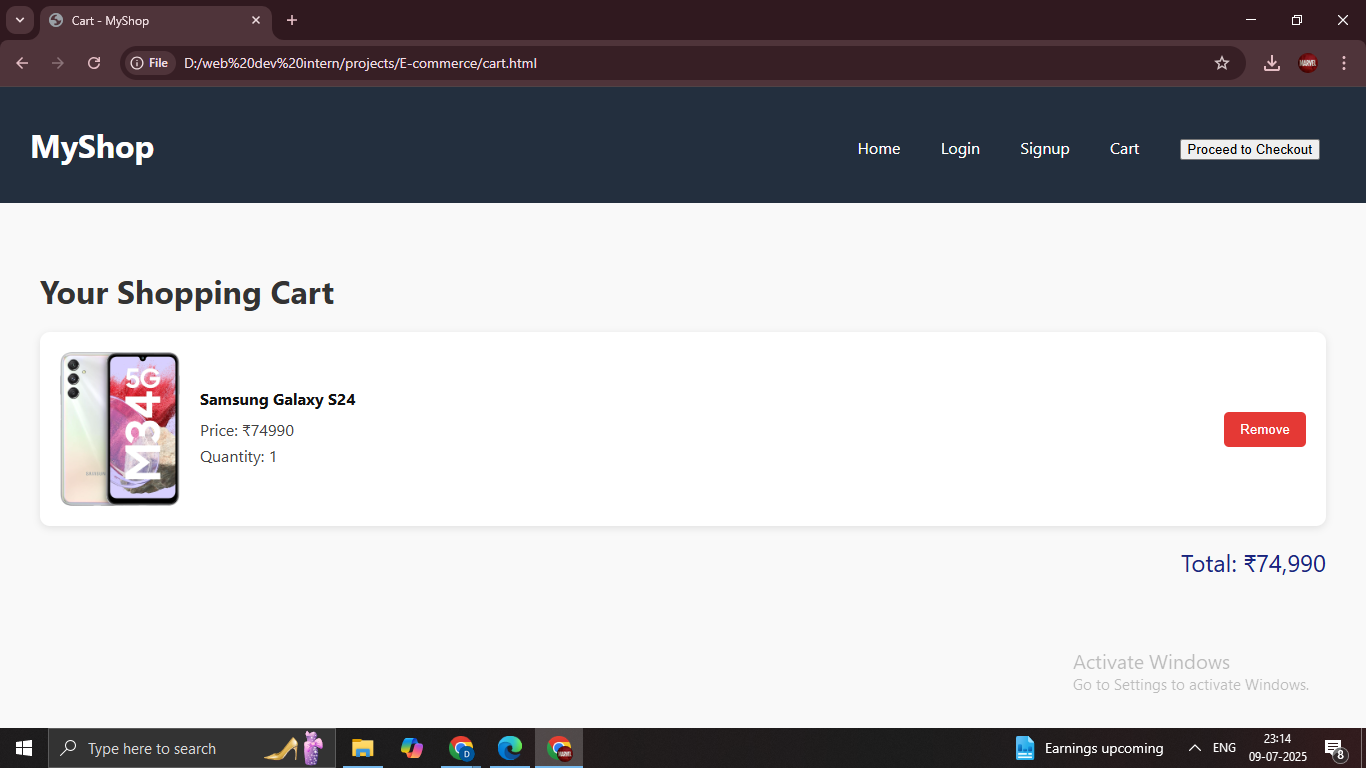 Cart - MyShop
File
D:/web%20dev%20intern/projects/E-commerce/cart.html
MARVEL
MyShop
Home
Login
Signup
Cart
Proceed to Checkout
Your Shopping Cart
5G
M34
SAMSUNG
Samsung Galaxy S24
Price: ₹74990
Quantity: 1
Remove
Total: ₹74,990
Activate Windows
Go to Settings to activate Windows.
Type here to search
D
Earnings upcoming
ENG
23:14
09-07-2025
8